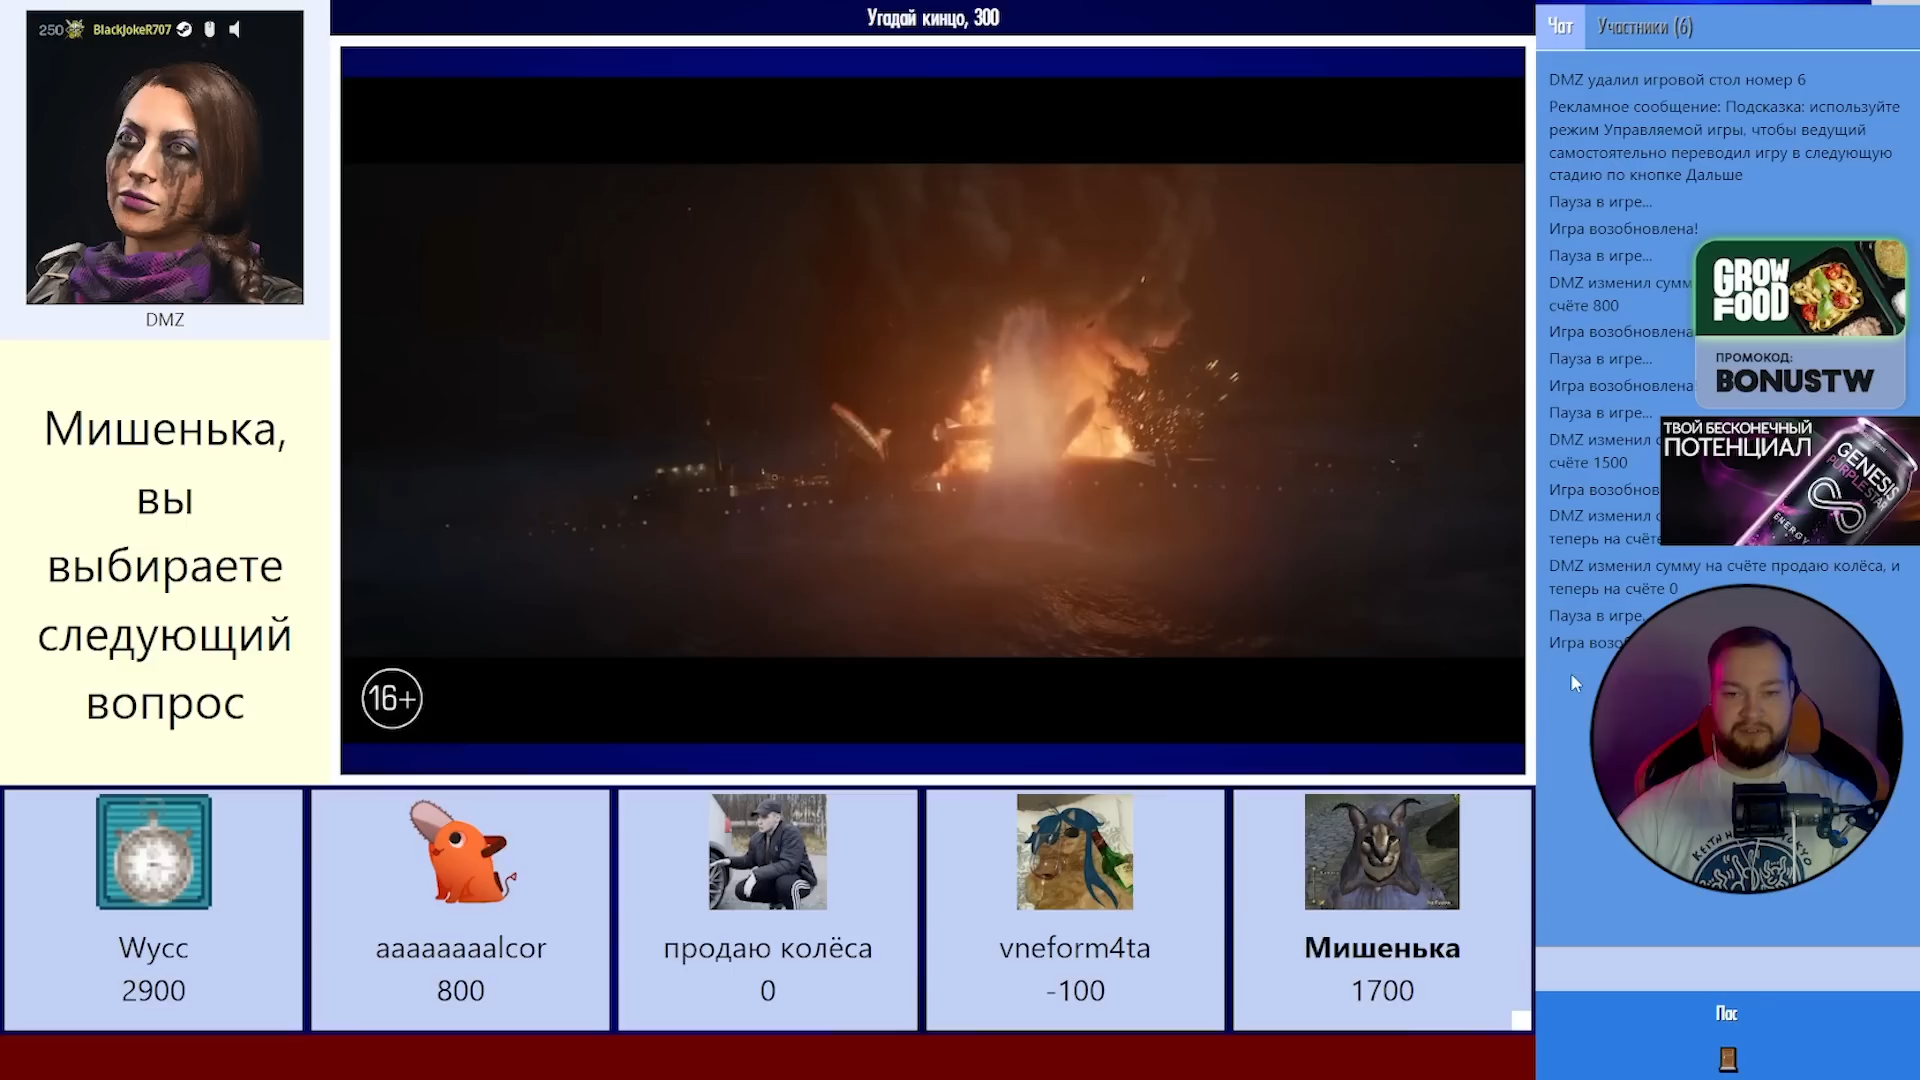 250
BlackJokeR707
DMZ
Мишенька,
вы
выбираете
следующий
вопрос
Угадай кинцо, 300
16+
Wycc
2900
aaaaaaaalcor
800
продаю колёса
0
vneform4ta
-100
Мишенька
1700
Чат
Участники (6)
DMZ удалил игровой стол номер 6
Рекламное сообщение: Подсказка: используйте
режим Управляемой игры, чтобы ведущий
самостоятельно переводил игру в следующую
стадию по кнопке Дальше
Пауза в игре...
Игра возобновлена!
Пауза в игре...
DMZ изменил сумм
счёте 800
Игра возобновлена
Пауза в игре...
Игра возобновлена
Пауза в игре...
DMZ изменил с
счёте 1500
Игра возобнов
DMZ изменил с
теперь на счёте
DMZ изменил сумму на счёте продаю колёса, и
теперь на счёте 0
Пауза в игре..
Игра возо
GROW
FOOD
ПРОМОКОД:
BONUSTW
ТВОЙ БЕСКОНЕЧНЫЙ
ПОТЕНЦИАЛ
GENESIS
PURPLE STAR
ENERGY
Пас